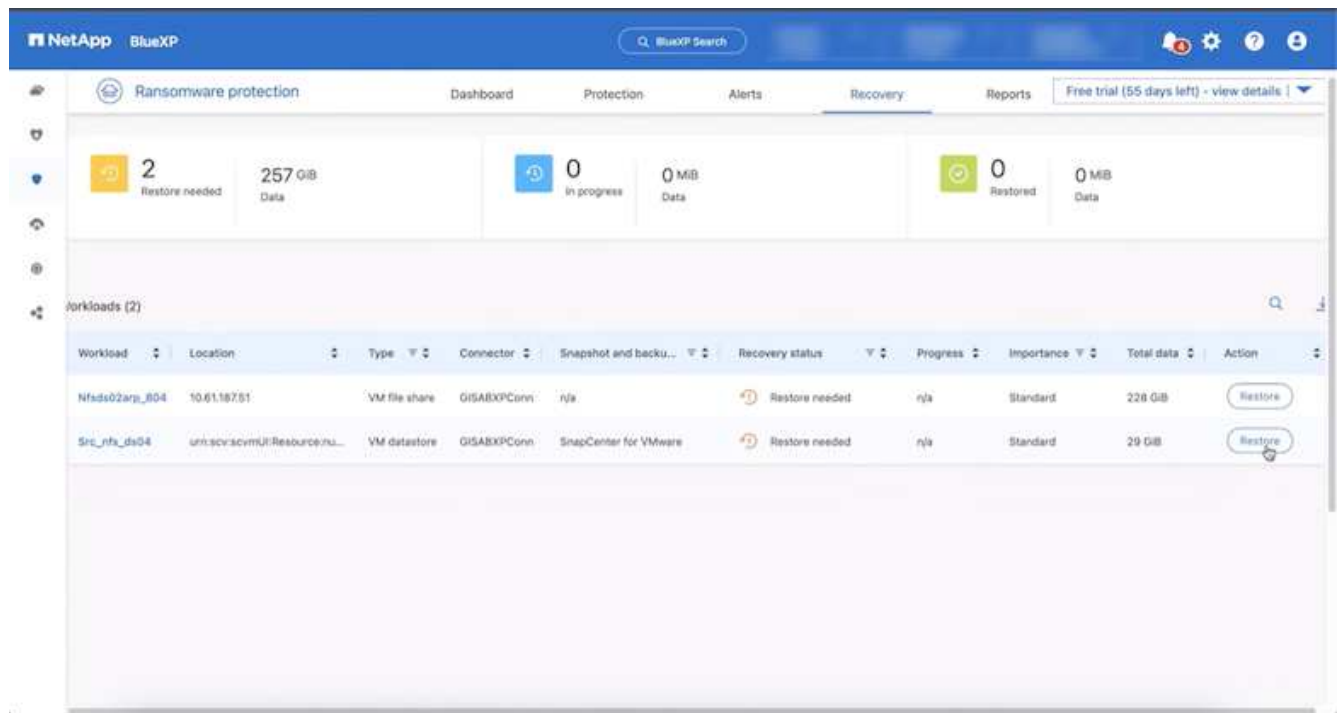 NetApp BlueXP BlueXP Search 4
Ransomware protection Dashboard Protection Alerts Recovery Reports Free trial (55 days left) - view details |
2 257 GiB 0 0 MiB 0 0 MiB
Restore needed Data In progress Data Restored Data
Workloads (2)
Workload Location Type Connector Snapshot and backu... Recovery status Progress Importance Total data Action
Nfsds02arp_804 10.61.187.51 VM file share GISABXPConn n/a Restore needed n/a Standard 228 GiB Restore
Src_nfs_ds04 urn:scv:scvmUI:Resource:nu... VM datastore GISABXPConn SnapCenter for VMware Restore needed n/a Standard 29 GiB Restore